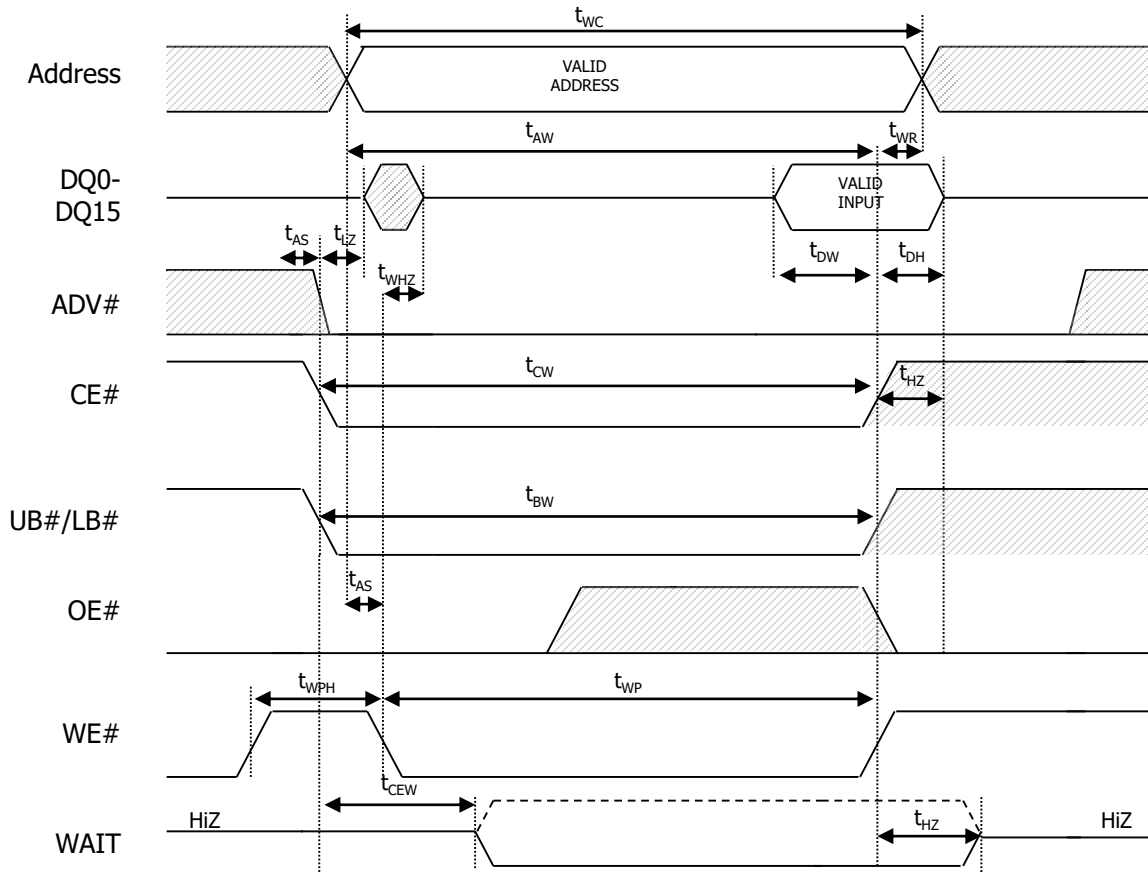 tWC
Address
VALID
ADDRESS
tAW
tWR
DQ0-
DQ15
VALID
INPUT
tAS
tLZ
tDW
tDH
tWHZ
ADV#
tCW
tHZ
CE#
tBW
UB#/LB#
tAS
OE#
tWPH
tWP
WE#
tCEW
HiZ
tHZ
HiZ
WAIT